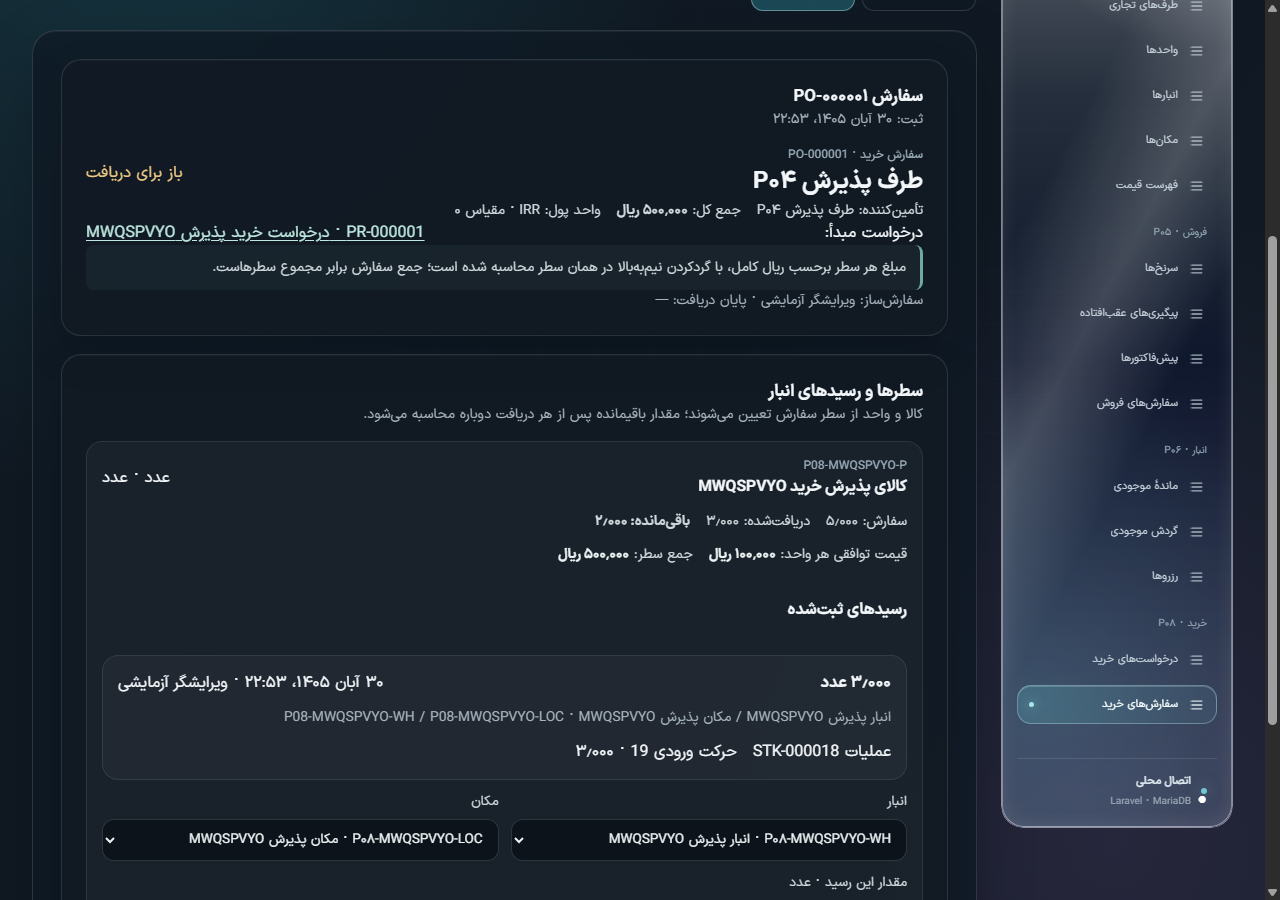 طرف‌های تجاری
واحدها
انبارها
مکان‌ها
فهرست قیمت
فروش · P۰۵
سرنخ‌ها
پیگیری‌های عقب‌افتاده
پیش‌فاکتورها
سفارش‌های فروش
انبار · P۰۶
ماندهٔ موجودی
گردش موجودی
رزروها
خرید · P۰۸
درخواست‌های خرید
سفارش‌های خرید
اتصال محلی
Laravel · MariaDB
سفارش PO-۰۰۰۰۰۱
ثبت: ۳۰ آبان ۱۴۰۵، ۲۲:۵۳
سفارش خرید · PO-000001
طرف پذیرش P۰۴
باز برای دریافت
تأمین‌کننده: طرف پذیرش P۰۴ جمع کل: ۵۰۰٬۰۰۰ ریال واحد پول: IRR · مقیاس ۰
درخواست مبدأ: PR-000001 · درخواست خرید پذیرش MWQSPVYO
مبلغ هر سطر برحسب ریال کامل، با گردکردن نیم‌به‌بالا در همان سطر محاسبه شده است؛ جمع سفارش برابر مجموع سطرهاست.
سفارش‌ساز: ویرایشگر آزمایشی · پایان دریافت: —
سطرها و رسیدهای انبار
کالا و واحد از سطر سفارش تعیین می‌شوند؛ مقدار باقیمانده پس از هر دریافت دوباره محاسبه می‌شود.
P08-MWQSPVYO-P
کالای پذیرش خرید MWQSPVYO
عدد · عدد
سفارش: ۵٫۰۰۰ دریافت‌شده: ۳٫۰۰۰ باقی‌مانده: ۲٫۰۰۰
قیمت توافقی هر واحد: ۱۰۰٬۰۰۰ ریال جمع سطر: ۵۰۰٬۰۰۰ ریال
رسیدهای ثبت‌شده
۳٫۰۰۰ عدد
۳۰ آبان ۱۴۰۵، ۲۲:۵۳ · ویرایشگر آزمایشی
انبار پذیرش MWQSPVYO / مکان پذیرش MWQSPVYO · P08-MWQSPVYO-WH / P08-MWQSPVYO-LOC
عملیات STK-000018 حرکت ورودی 19 · ۳٫۰۰۰
انبار
مکان
P۰۸-MWQSPVYO-WH · انبار پذیرش MWQSPVYO
P۰۸-MWQSPVYO-LOC · مکان پذیرش MWQSPVYO
مقدار این رسید · عدد